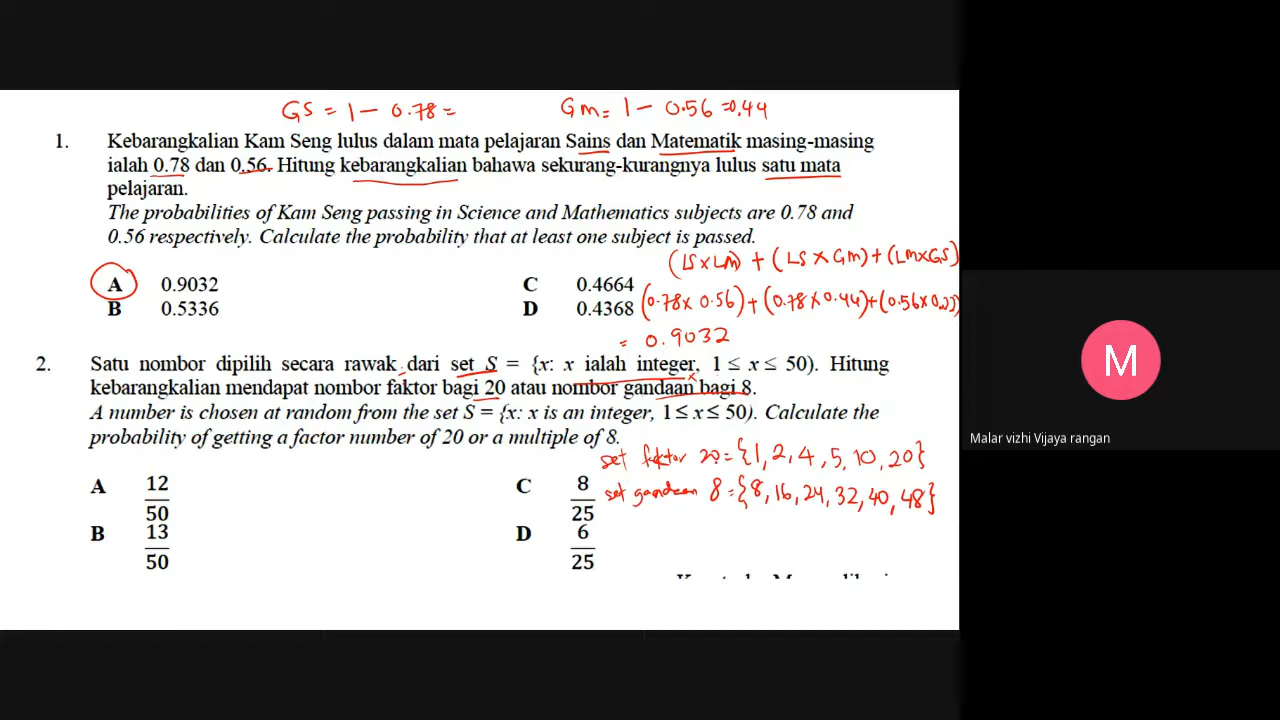 GS = 1 - 0.78 = GM = 1 - 0.56 = 0.44
1. Kebarangkalian Kam Seng lulus dalam mata pelajaran Sains dan Matematik masing-masing
ialah 0.78 dan 0.56. Hitung kebarangkalian bahawa sekurang-kurangnya lulus satu mata
pelajaran.
The probabilities of Kam Seng passing in Science and Mathematics subjects are 0.78 and
0.56 respectively. Calculate the probability that at least one subject is passed.
(LS x LM) + (LS x GM) + (LM x GS)
A 0.9032 C 0.4664
(0.78 x 0.56) + (0.78 x 0.44) + (0.56 x
B 0.5336 D 0.4368
= 0.9032
2. Satu nombor dipilih secara rawak dari set S = {x: x ialah integer, 1 ≤ x ≤ 50). Hitung
kebarangkalian mendapat nombor faktor bagi 20 atau nombor gandaan bagi 8.
A number is chosen at random from the set S = {x: x is an integer, 1 ≤ x ≤ 50). Calculate the
probability of getting a factor number of 20 or a multiple of 8.
set faktor 20 = {1, 2, 4, 5, 10, 20}
set gandaan 8 = {8, 16, 24, 32, 40, 48}
A 12/50 C 8/25
B 13/50 D 6/25
M
Malar vizhi Vijaya rangan